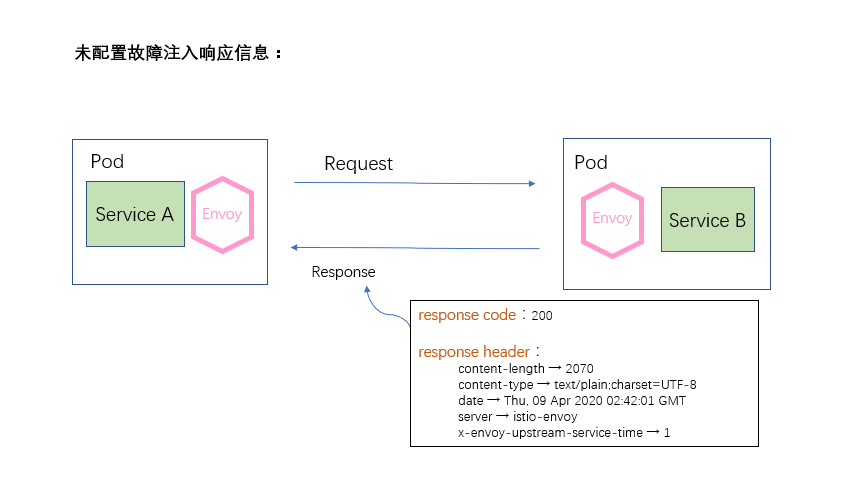 未配置故障注入响应信息：
Pod
Service A
Envoy
Request
Response
Pod
Envoy
Service B
response code：200
response header：
content-length → 2070
content-type → text/plain;charset=UTF-8
date → Thu, 09 Apr 2020 02:42:01 GMT
server → istio-envoy
x-envoy-upstream-service-time → 1